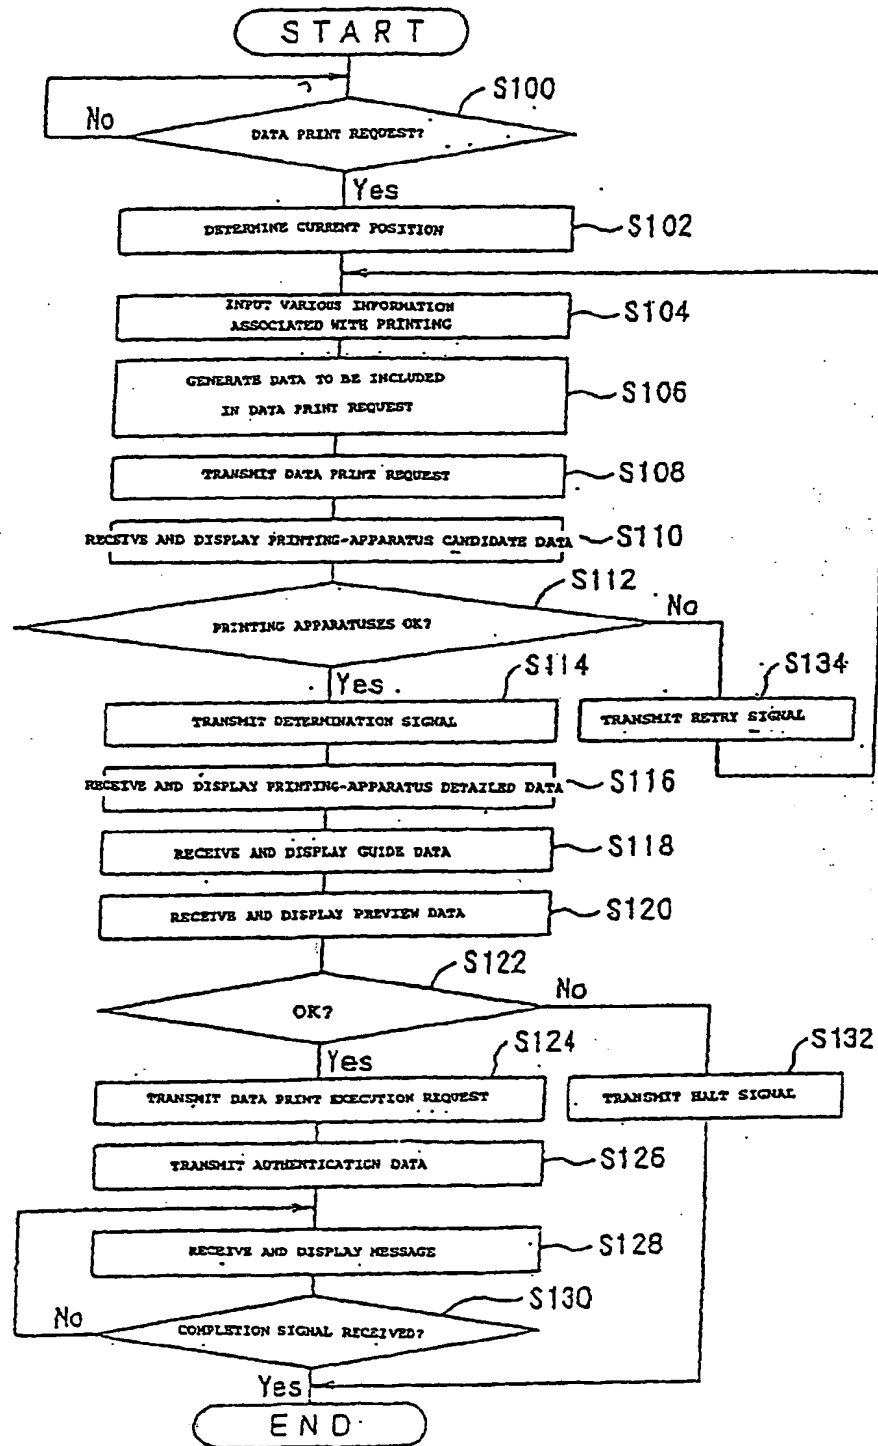 START
S100
No
DATA PRINT REQUEST?
Yes
DETERMINE CURRENT POSITION
S102
INPUT VARIOUS INFORMATION
ASSOCIATED WITH PRINTING
S104
GENERATE DATA TO BE INCLUDED
IN DATA PRINT REQUEST
S106
TRANSMIT DATA PRINT REQUEST
S108
RECEIVE AND DISPLAY PRINTING-APPARATUS CANDIDATE DATA
S110
S112
No
PRINTING APPARATUSES OK?
Yes
S114
S134
TRANSMIT DETERMINATION SIGNAL
TRANSMIT RETRY SIGNAL
RECEIVE AND DISPLAY PRINTING-APPARATUS DETAILED DATA
S116
RECEIVE AND DISPLAY GUIDE DATA
S118
RECEIVE AND DISPLAY PREVIEW DATA
S120
S122
No
OK?
Yes
S124
S132
TRANSMIT DATA PRINT EXECUTION REQUEST
TRANSMIT HALT SIGNAL
TRANSMIT AUTHENTICATION DATA
S126
RECEIVE AND DISPLAY MESSAGE
S128
S130
No
COMPLETION SIGNAL RECEIVED?
Yes
END